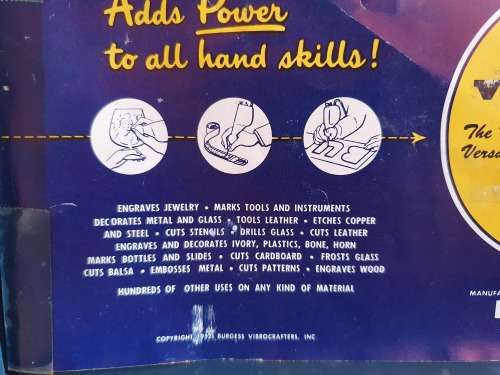 Adds Power
to all hand skills!
ENGRAVES JEWELRY • MARKS TOOLS AND INSTRUMENTS
DECORATES METAL AND GLASS • TOOLS LEATHER • ETCHES COPPER
AND STEEL • CUTS STENCILS • DRILLS GLASS • CUTS LEATHER
ENGRAVES AND DECORATES IVORY, PLASTICS, BONE, HORN
MARKS BOTTLES AND SLIDES • CUTS CARDBOARD • FROSTS GLASS
CUTS BALSA • EMBOSSES METAL • CUTS PATTERNS • ENGRAVES WOOD
HUNDREDS OF OTHER USES ON ANY KIND OF MATERIAL
COPYRIGHT BURGESS VIBROCRAFTERS, INC
The
Versa
MANUFA